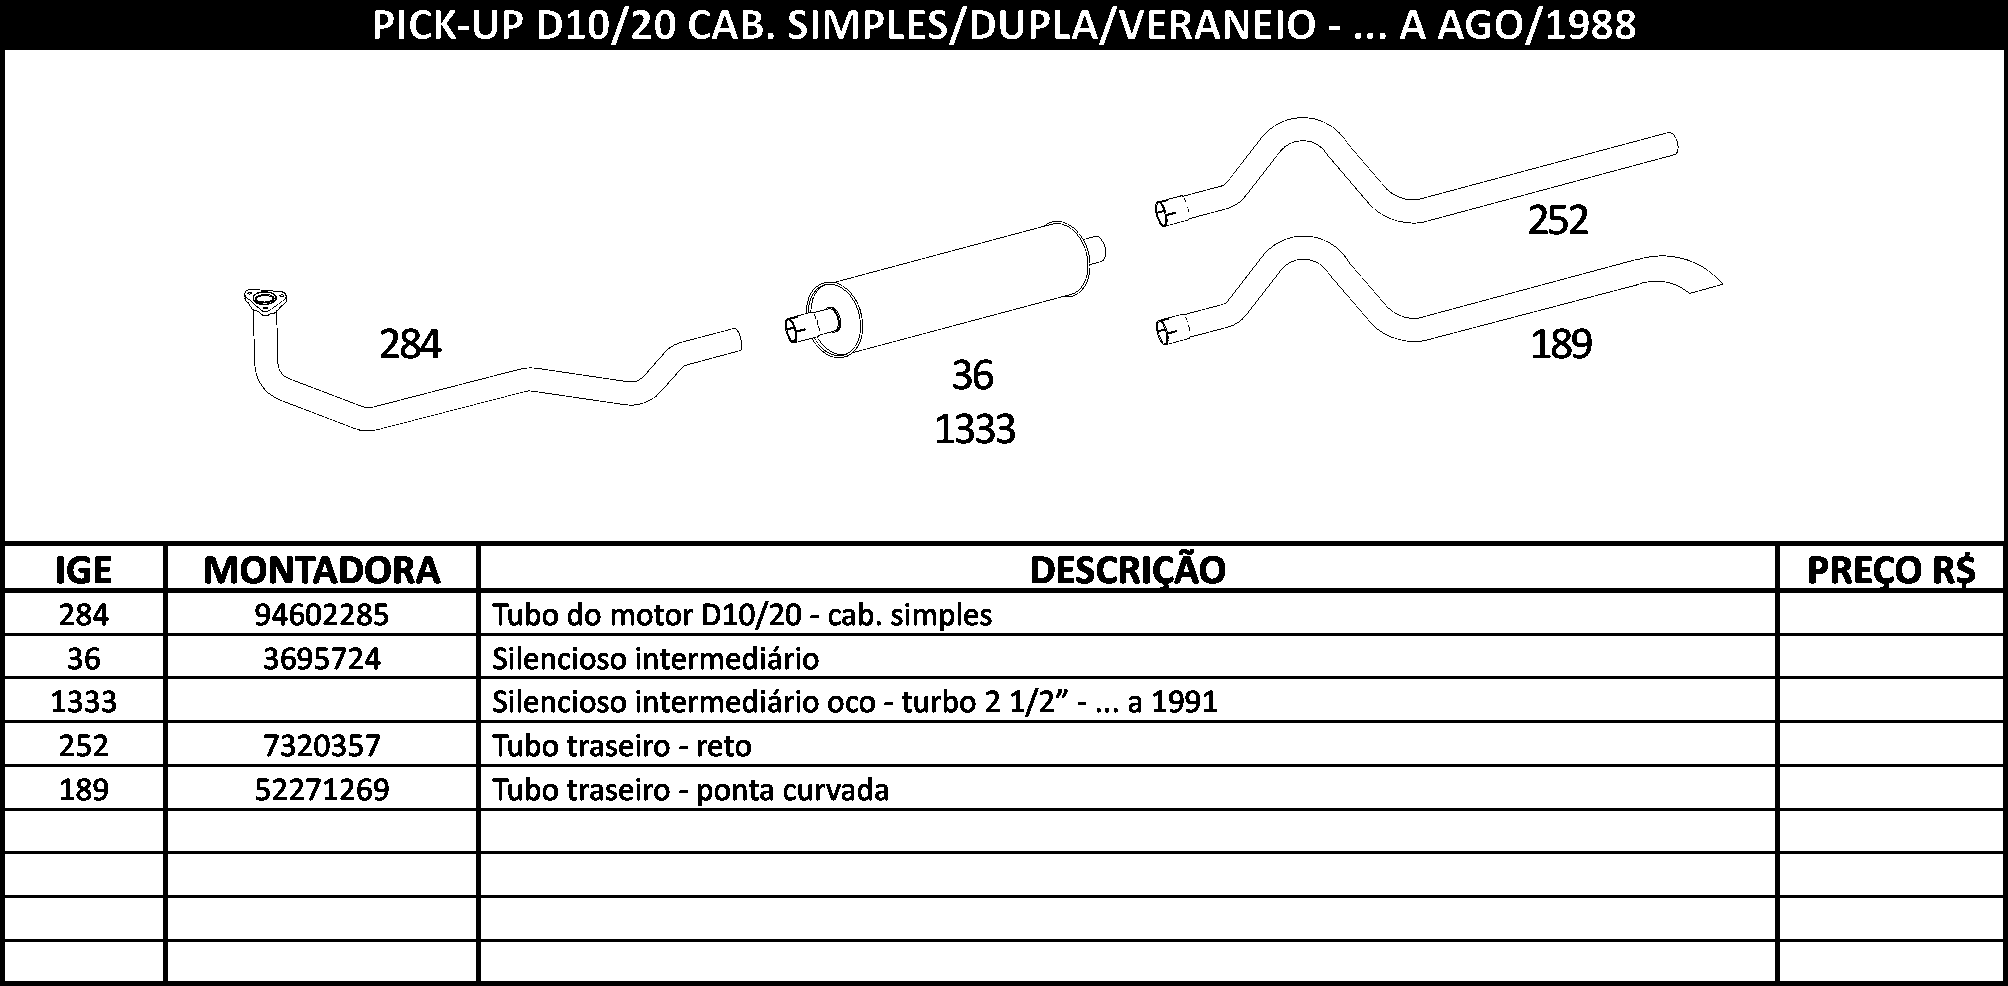 PICK-UP D10/20 CAB. SIMPLES/DUPLA/VERANEIO - ... A AGO/1988
252
284
189
36
1333
IGE MONTADORA DESCRIÇÃO PREÇO R$
284 94602285 Tubo do motor D10/20 - cab. simples
36 3695724 Silencioso intermediário
1333 Silencioso intermediário oco - turbo 2 1/2” - ... a 1991
252 7320357 Tubo traseiro - reto
189 52271269 Tubo traseiro - ponta curvada